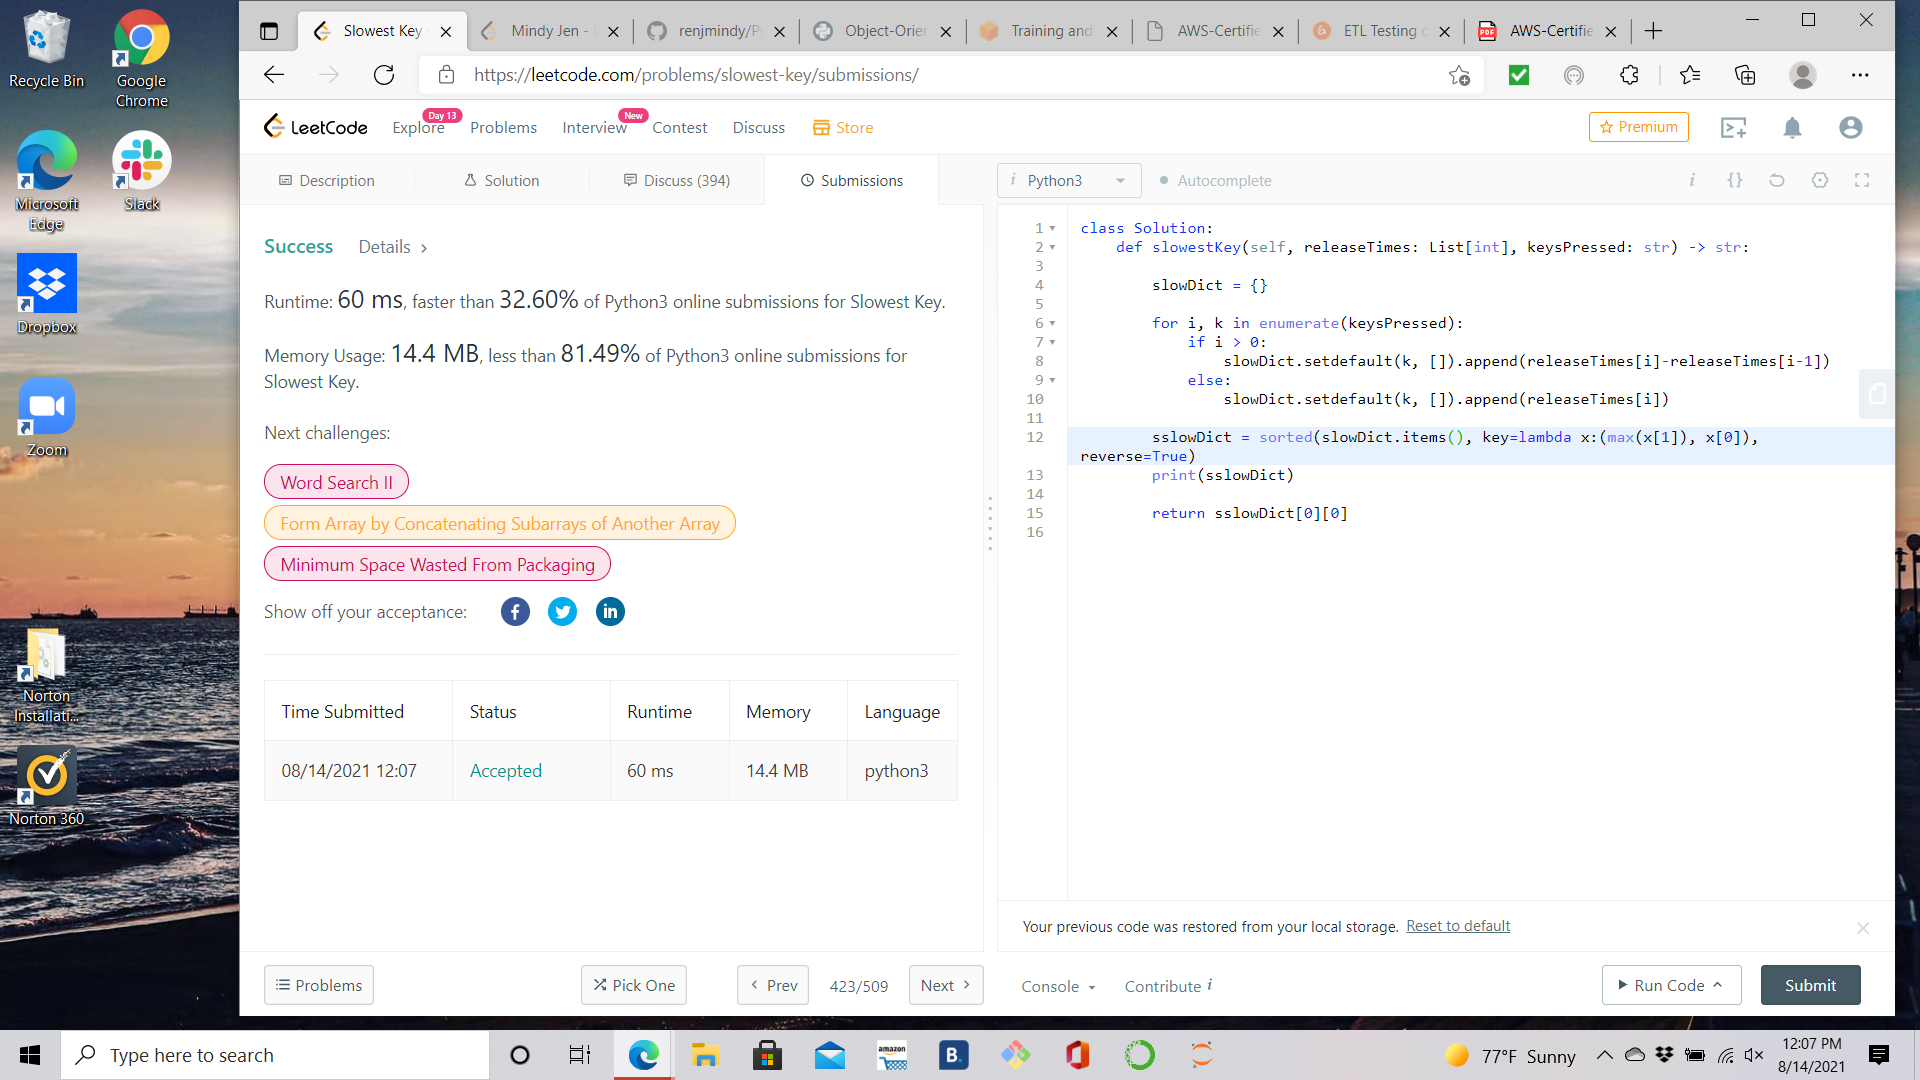 Recycle Bin
Google
Chrome
Microsoft
Edge
Slack
Dropbox
Zoom
Norton
Installati...
Norton 360
Slowest Key
Mindy Jen -
renjmindy/P
Object-Orien
Training and
AWS-Certifie
ETL Testing
PDF
AWS-Certifie
https://leetcode.com/problems/slowest-key/submissions/
LeetCode
Explore
Day 13
Problems
Interview
New
Contest
Discuss
Store
Premium
Description
Solution
Discuss (394)
Submissions
i Python3
Autocomplete
i
{}
Success
Details >
Runtime: 60 ms, faster than 32.60% of Python3 online submissions for Slowest Key.
Memory Usage: 14.4 MB, less than 81.49% of Python3 online submissions for
Slowest Key.
Next challenges:
Word Search II
Form Array by Concatenating Subarrays of Another Array
Minimum Space Wasted From Packaging
Show off your acceptance:
f
in
Time Submitted Status Runtime Memory Language
08/14/2021 12:07 Accepted 60 ms 14.4 MB python3
1 class Solution:
2 def slowestKey(self, releaseTimes: List[int], keysPressed: str) -> str:
3
4 slowDict = {}
5
6 for i, k in enumerate(keysPressed):
7 if i > 0:
8 slowDict.setdefault(k, []).append(releaseTimes[i]-releaseTimes[i-1])
9 else:
10 slowDict.setdefault(k, []).append(releaseTimes[i])
11
12 sslowDict = sorted(slowDict.items(), key=lambda x:(max(x[1]), x[0]),
reverse=True)
13 print(sslowDict)
14
15 return sslowDict[0][0]
16
Your previous code was restored from your local storage. Reset to default
Problems
Pick One
< Prev
423/509
Next >
Console
Contribute i
Run Code
Submit
Type here to search
amazon
B.
77°F Sunny
12:07 PM
8/14/2021